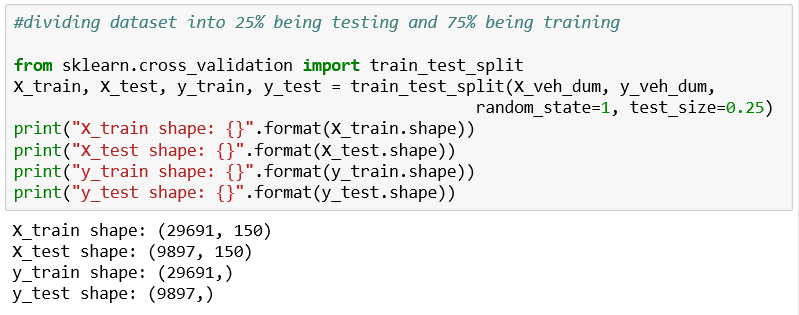 #dividing dataset into 25% being testing and 75% being training
from sklearn.cross_validation import train_test_split
X_train, X_test, y_train, y_test = train_test_split(X_veh_dum, y_veh_dum,
random_state=1, test_size=0.25)
print("X_train shape: {}".format(X_train.shape))
print("X_test shape: {}".format(X_test.shape))
print("y_train shape: {}".format(y_train.shape))
print("y_test shape: {}".format(y_test.shape))
X_train shape: (29691, 150)
X_test shape: (9897, 150)
y_train shape: (29691,)
y_test shape: (9897,)